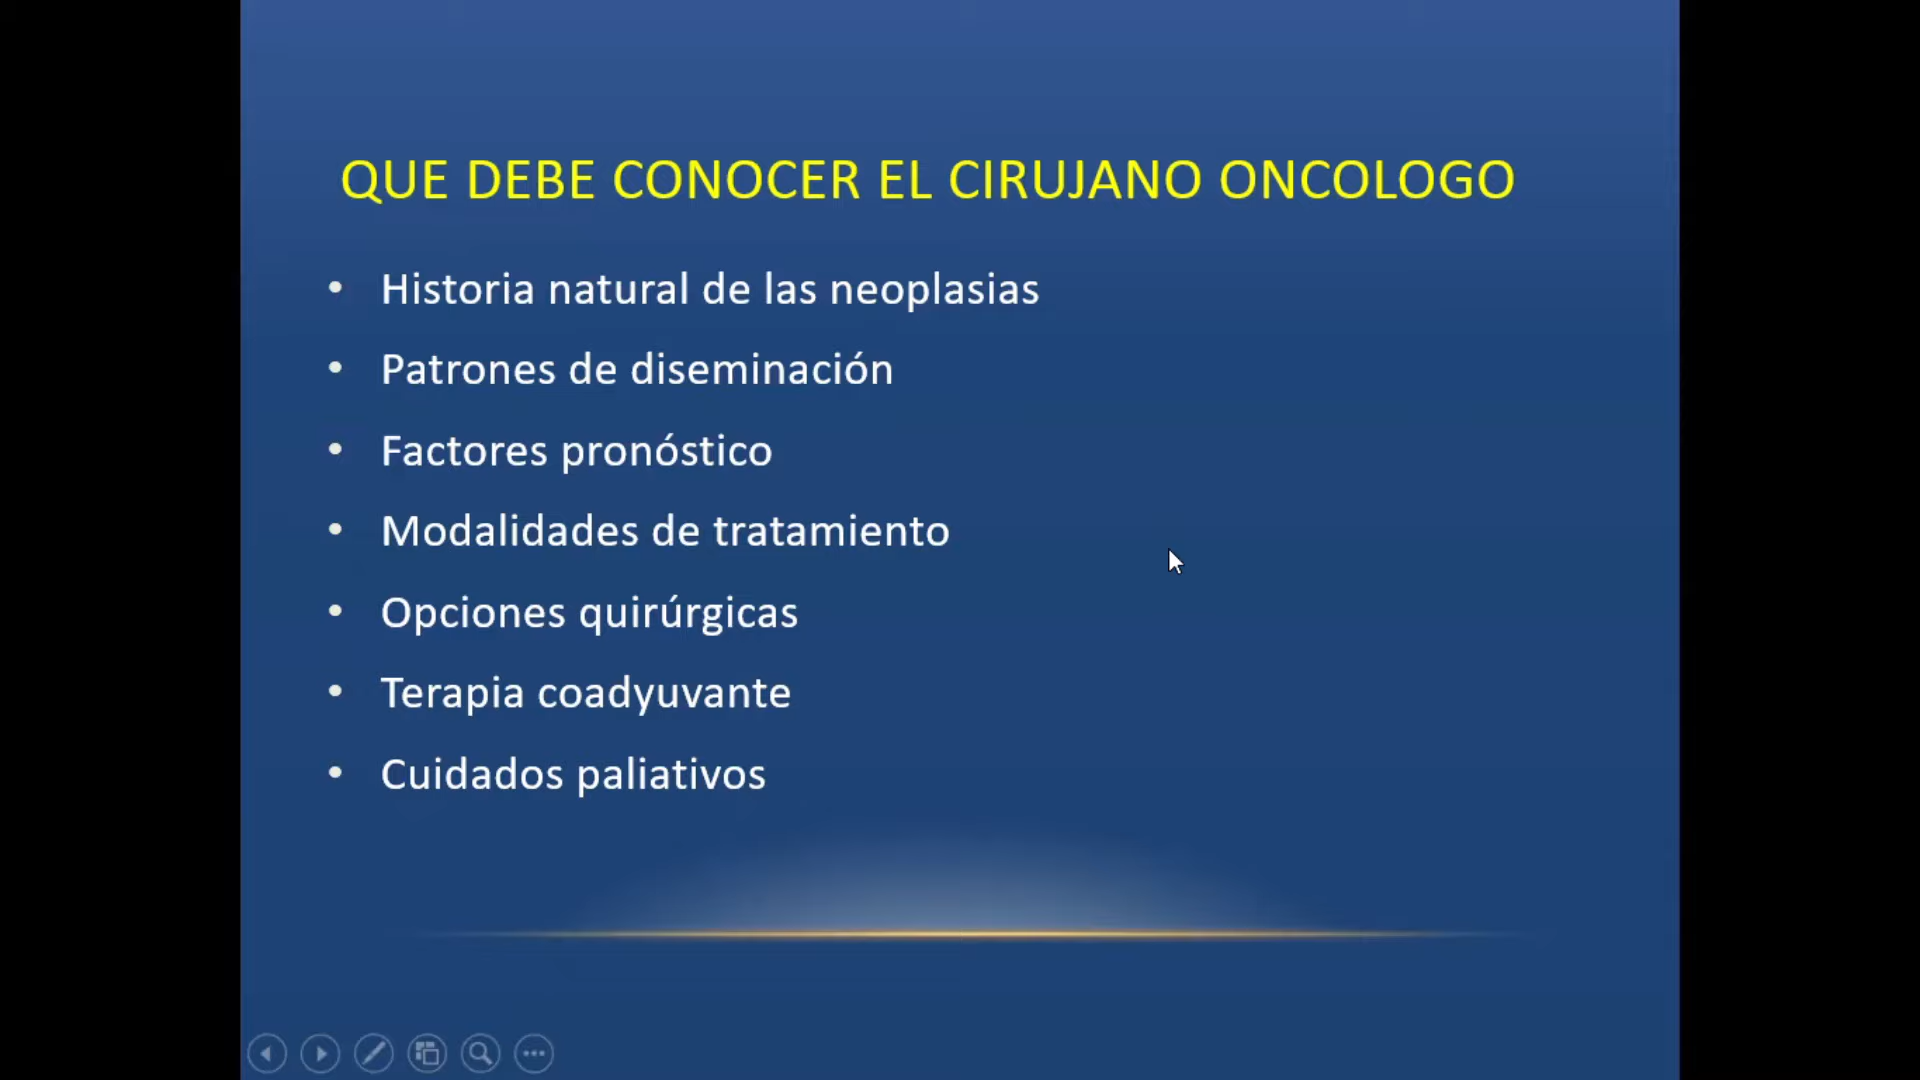 QUE DEBE CONOCER EL CIRUJANO ONCOLOGO
• Historia natural de las neoplasias
• Patrones de diseminación
• Factores pronóstico
• Modalidades de tratamiento
• Opciones quirúrgicas
• Terapia coadyuvante
• Cuidados paliativos